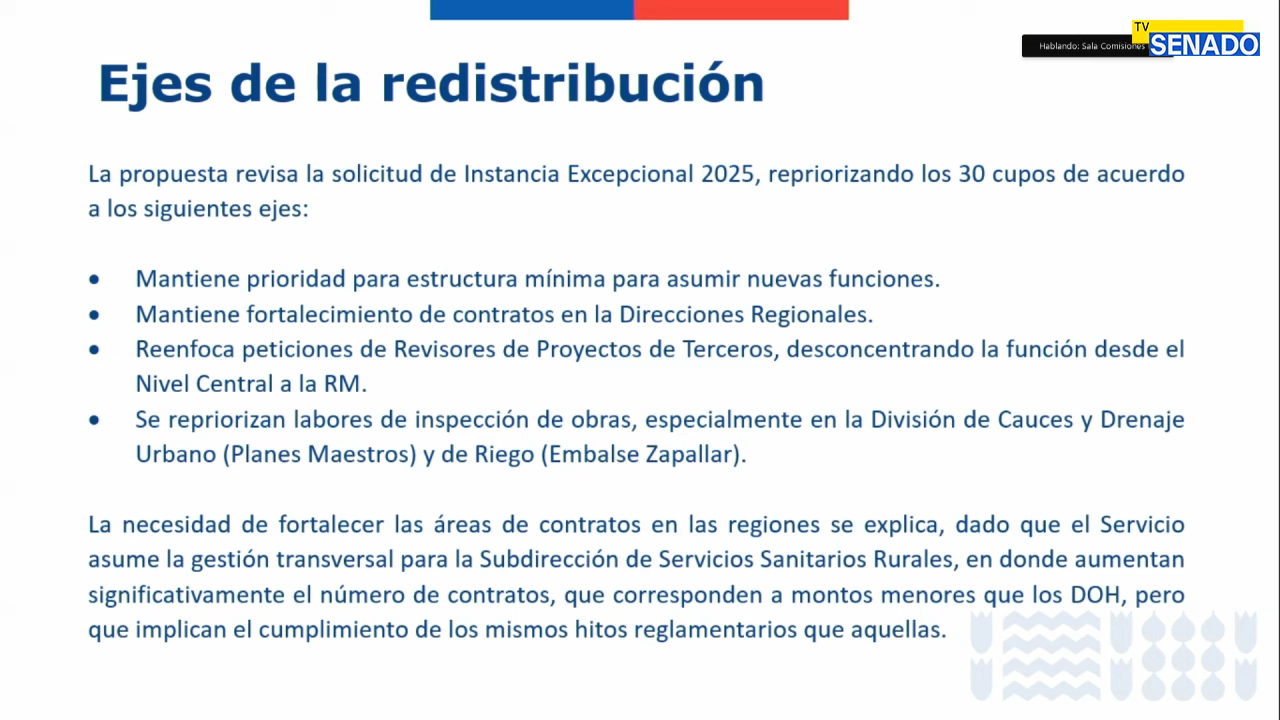 TV
SENADO
Hablando: Sala Comisiones
Ejes de la redistribución
La propuesta revisa la solicitud de Instancia Excepcional 2025, repriorizando los 30 cupos de acuerdo
a los siguientes ejes:
• Mantiene prioridad para estructura mínima para asumir nuevas funciones.
• Mantiene fortalecimiento de contratos en la Direcciones Regionales.
• Reenfoca peticiones de Revisores de Proyectos de Terceros, desconcentrando la función desde el
Nivel Central a la RM.
• Se repriorizan labores de inspección de obras, especialmente en la División de Cauces y Drenaje
Urbano (Planes Maestros) y de Riego (Embalse Zapallar).
La necesidad de fortalecer las áreas de contratos en las regiones se explica, dado que el Servicio
asume la gestión transversal para la Subdirección de Servicios Sanitarios Rurales, en donde aumentan
significativamente el número de contratos, que corresponden a montos menores que los DOH, pero
que implican el cumplimiento de los mismos hitos reglamentarios que aquellas.